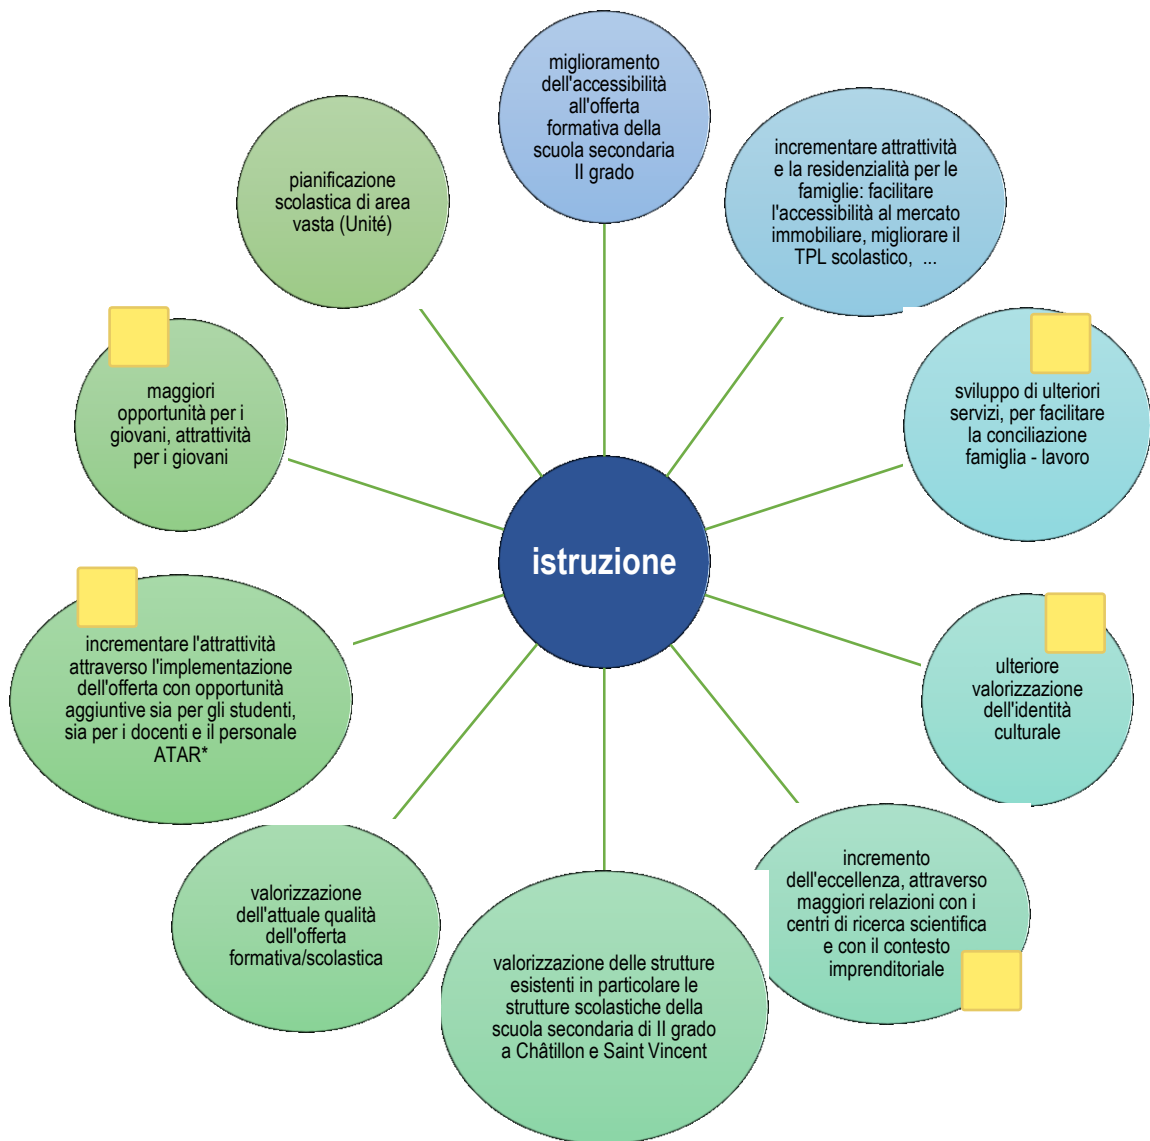 miglioramento
dell'accessibilità
all'offerta
formativa della
scuola secondaria
II grado
incrementare attrattività
e la residenzialità per le
famiglie: facilitare
l'accessibilità al mercato
immobiliare, migliorare il
TPL scolastico, ...
sviluppo di ulteriori
servizi, per facilitare
la conciliazione
famiglia - lavoro
ulteriore
valorizzazione
dell'identità
culturale
incremento
dell'eccellenza, attraverso
maggiori relazioni con i
centri di ricerca scientifica
e con il contesto
imprenditoriale
valorizzazione delle strutture
esistenti in particolare le
strutture scolastiche della
scuola secondaria di II grado
a Châtillon e Saint Vincent
valorizzazione
dell'attuale qualità
dell'offerta
formativa/scolastica
incrementare l'attrattività
attraverso l'implementazione
dell'offerta con opportunità
aggiuntive sia per gli studenti,
sia per i docenti e il personale
ATAR*
maggiori
opportunità per i
giovani, attrattività
per i giovani
pianificazione
scolastica di area
vasta (Unité)
istruzione